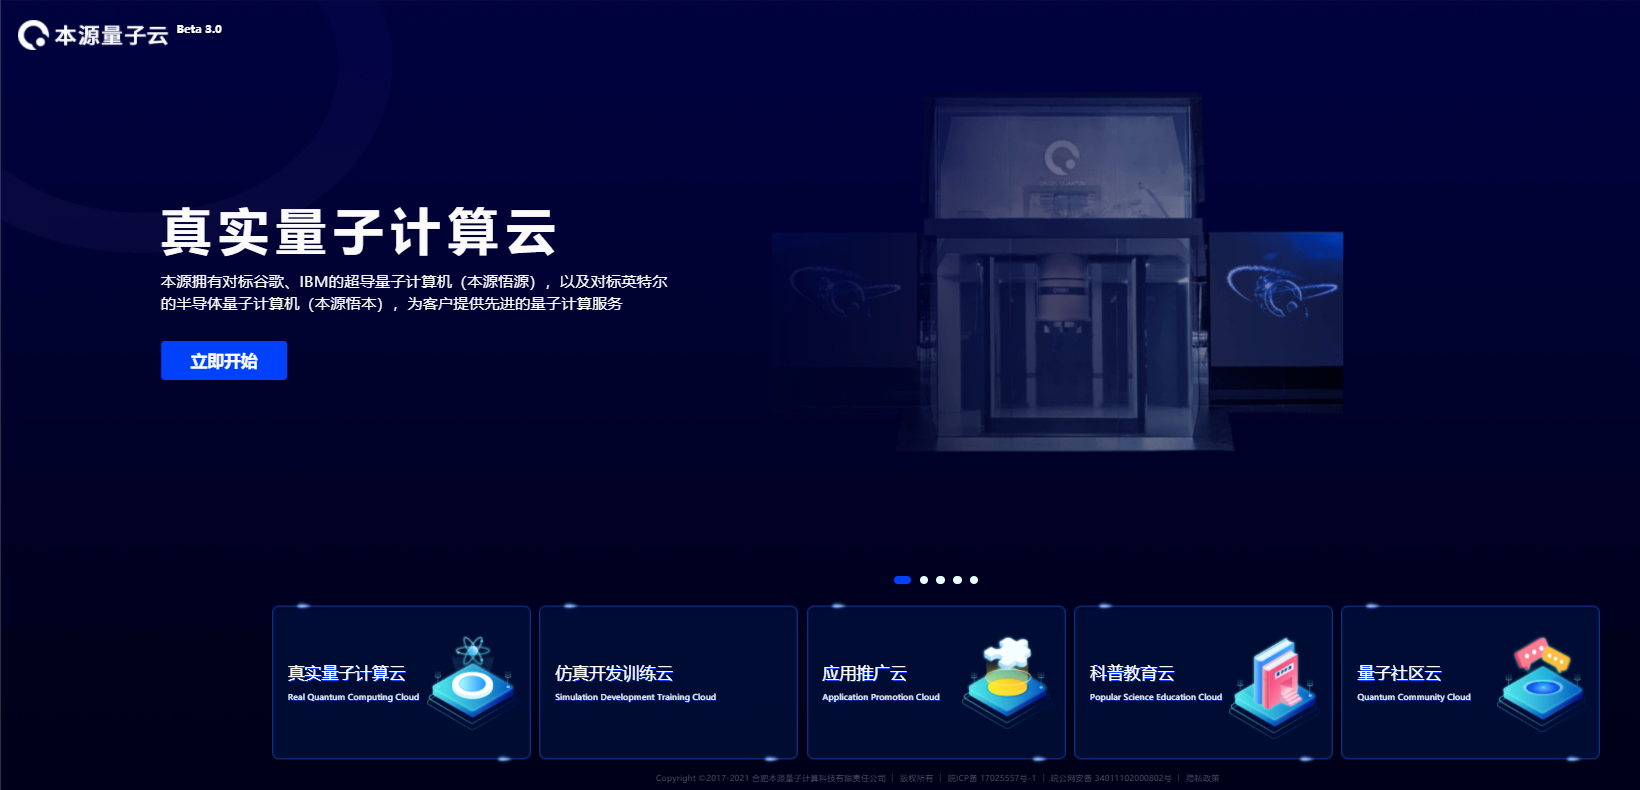 本源量子云 Beta 3.0
真实量子计算云
本源拥有对标谷歌、IBM的超导量子计算机（本源悟源），以及对标英特尔
的半导体量子计算机（本源悟本），为客户提供先进的量子计算服务
立即开始
真实量子计算云
Real Quantum Computing Cloud
仿真开发训练云
Simulation Development Training Cloud
应用推广云
Application Promotion Cloud
科普教育云
Popular Science Education Cloud
量子社区云
Quantum Community Cloud
Copyright ©2017-2021 合肥本源量子计算科技有限责任公司 | 版权所有 | 皖ICP备 17025557号-1 | 皖公网安备 34011102000802号 | 隐私政策